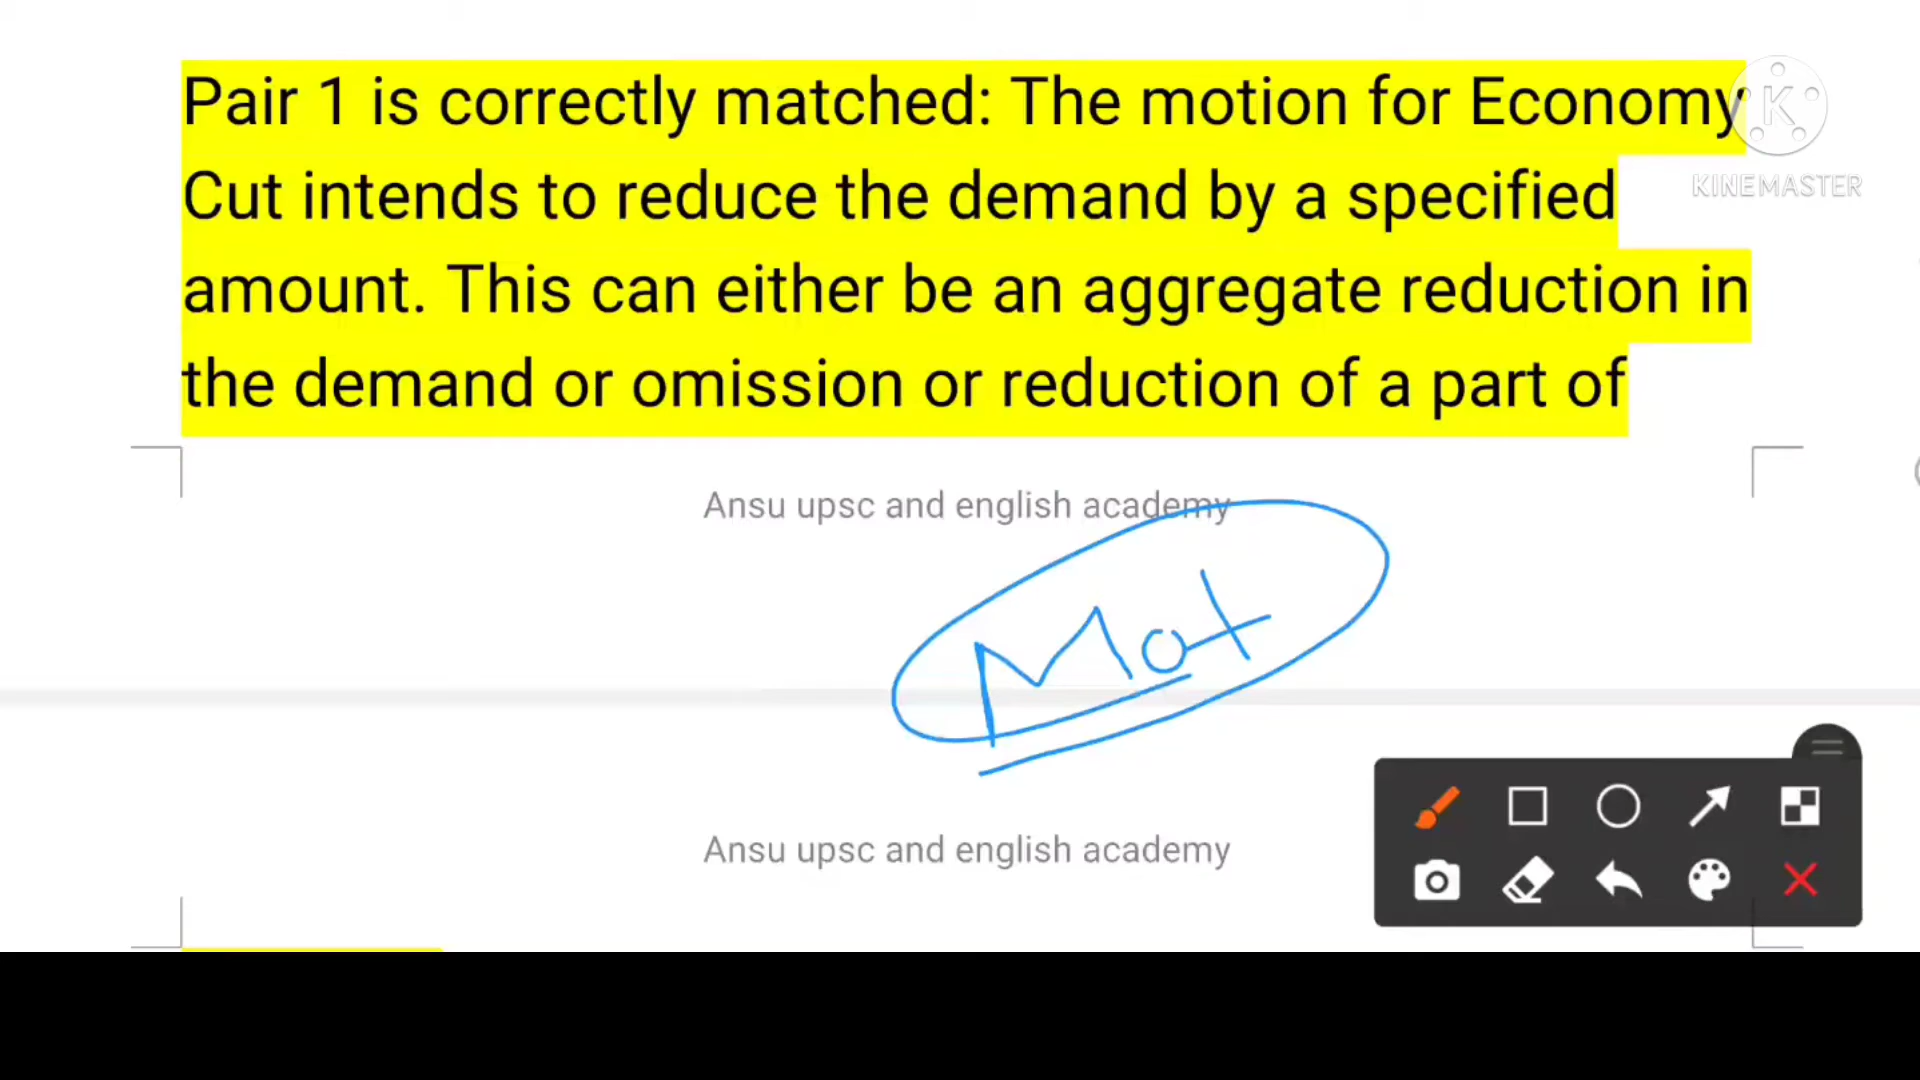 Pair 1 is correctly matched: The motion for Economy
Cut intends to reduce the demand by a specified
amount. This can either be an aggregate reduction in
the demand or omission or reduction of a part of
K
KINEMASTER
Ansu upsc and english academy
Mot
Ansu upsc and english academy